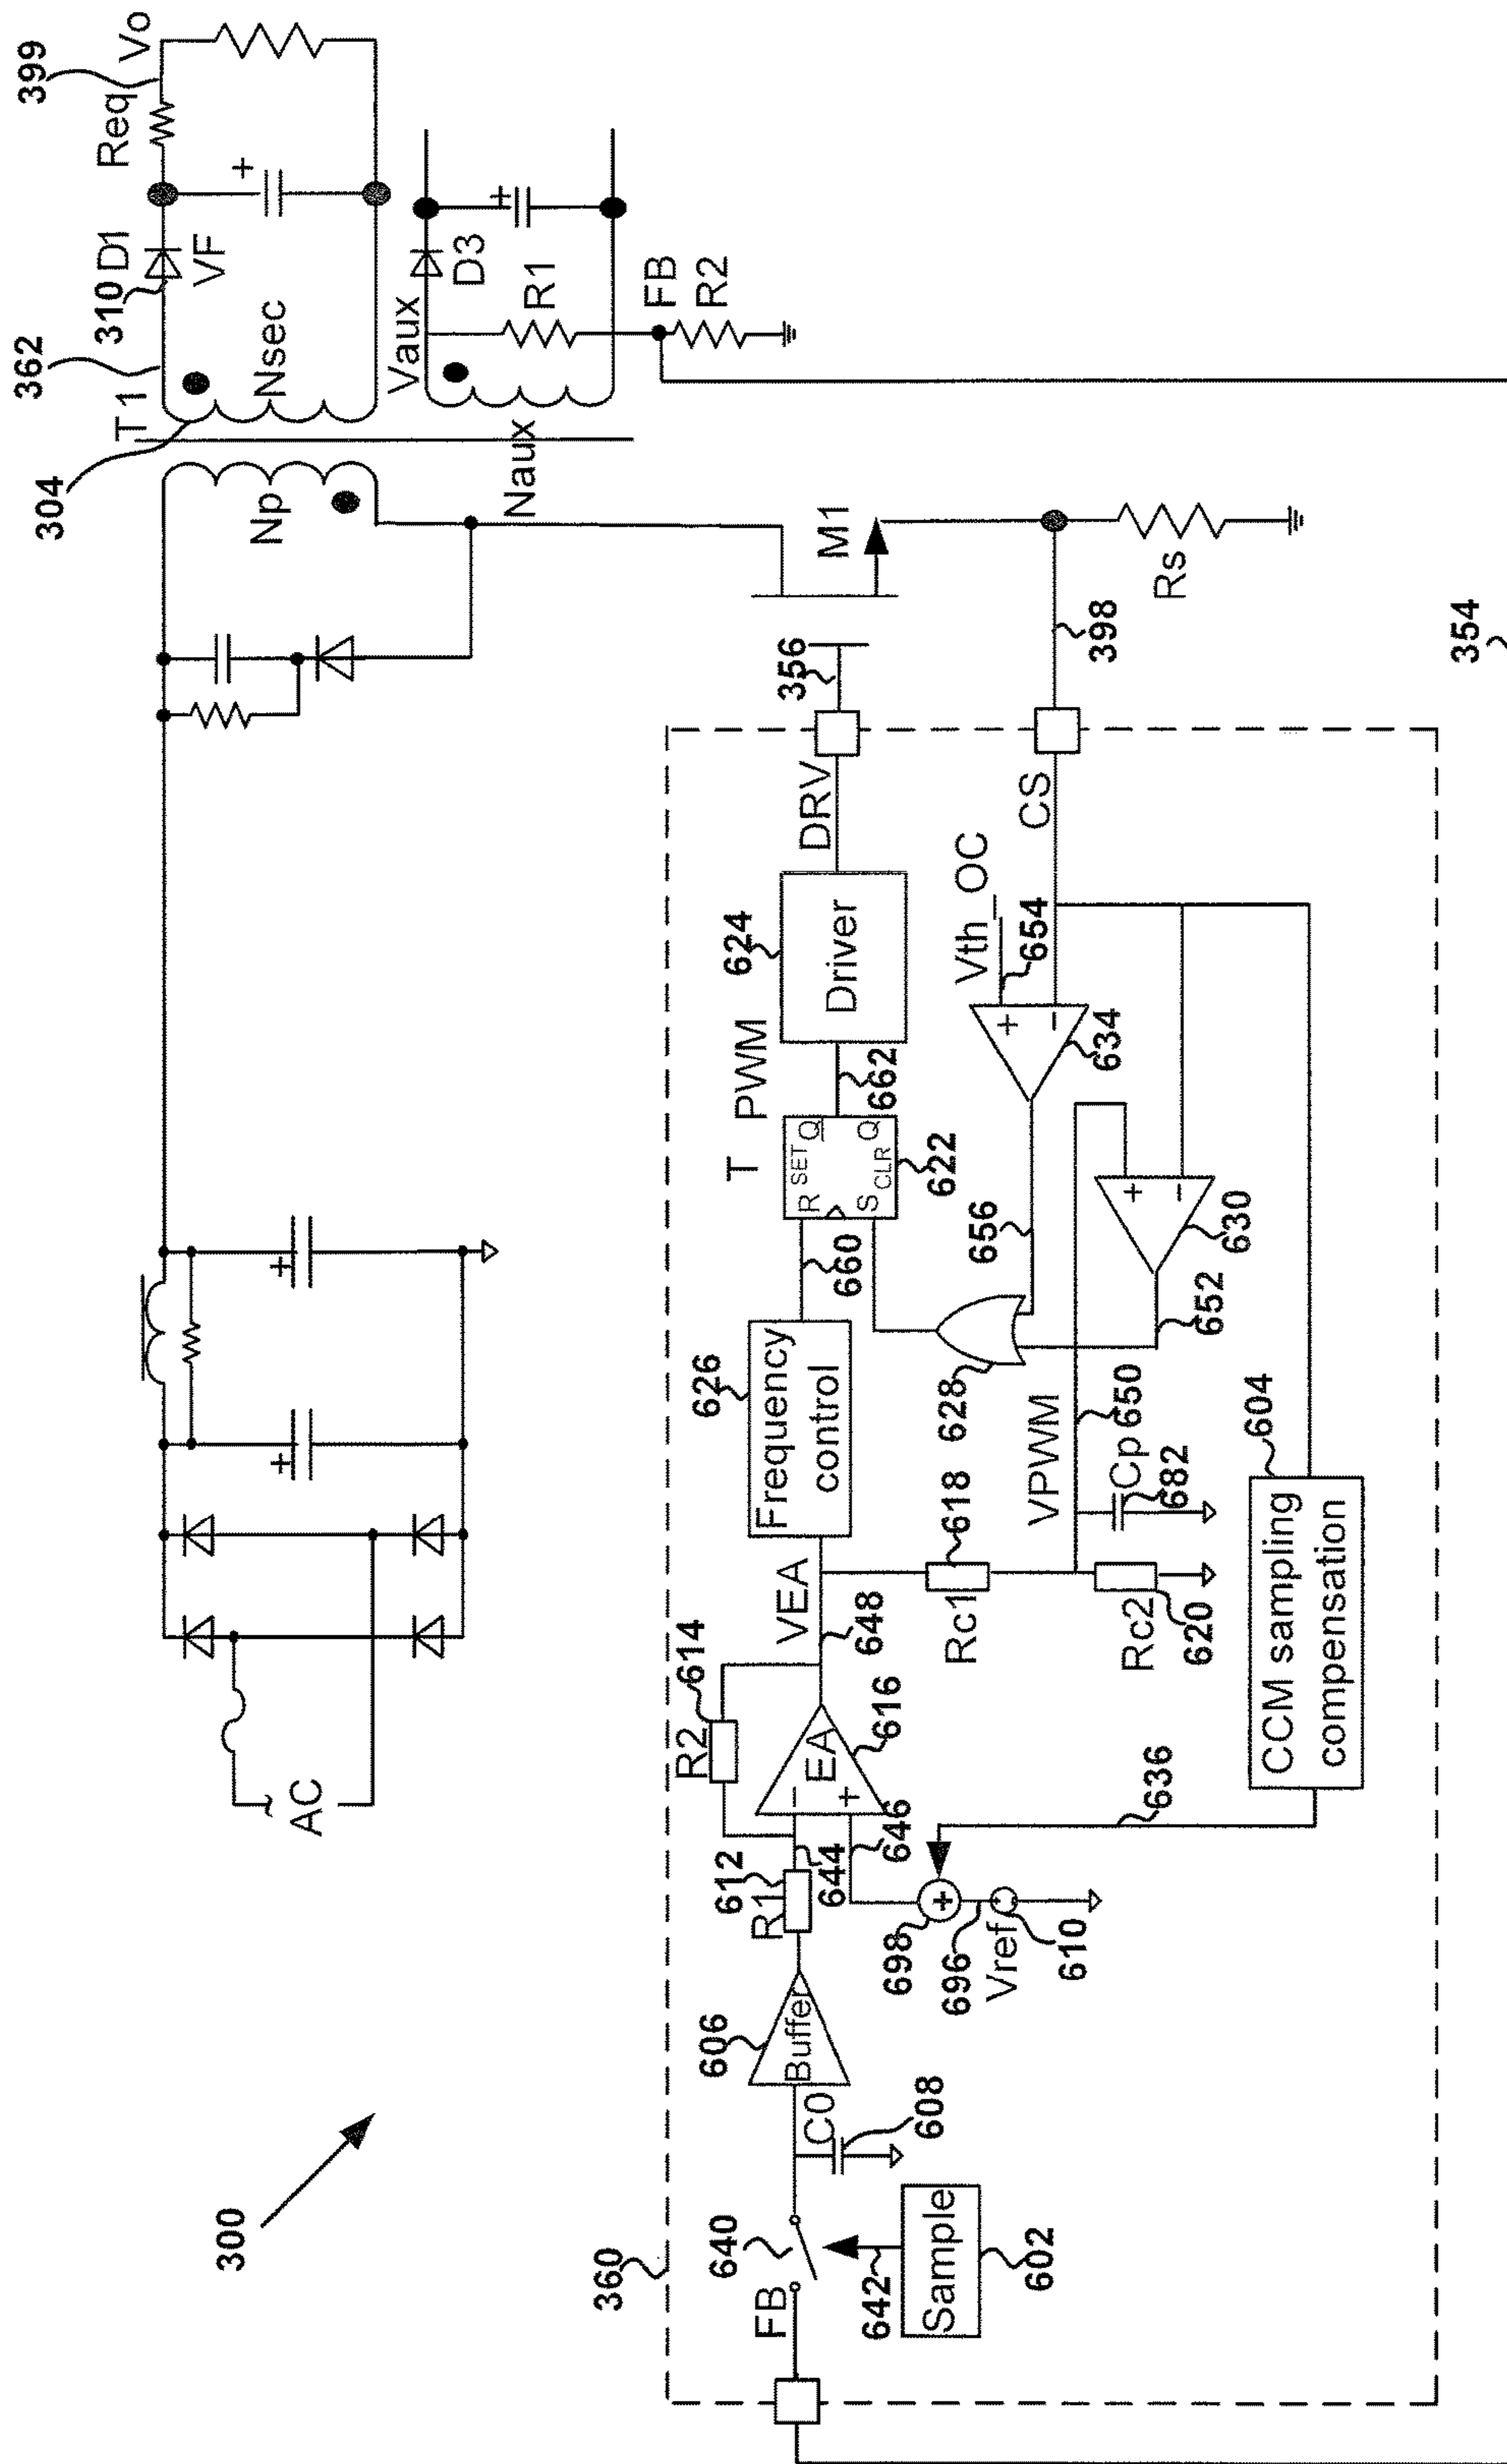 300
AC
T1
304
Np
Nsec
Naux
362
310
D1
VF
Req
399
Vo
Vaux
D3
R1
FB
R2
M1
Rs
398
356
354
360
FB
640
642
Sample
602
C0
608
606
Buffer
612
R1
644
R2
614
EA
616
646
698
696
Vref
610
636
VEA
648
Rc1
618
Rc2
620
626
Frequency
control
VPWM
650
Cp
682
604
CCM sampling
compensation
628
652
656
630
+
−
634
+
−
Vth_OC
654
660
T
R
SET
Q
S
CLR
Q
622
PWM
662
624
Driver
DRV
CS